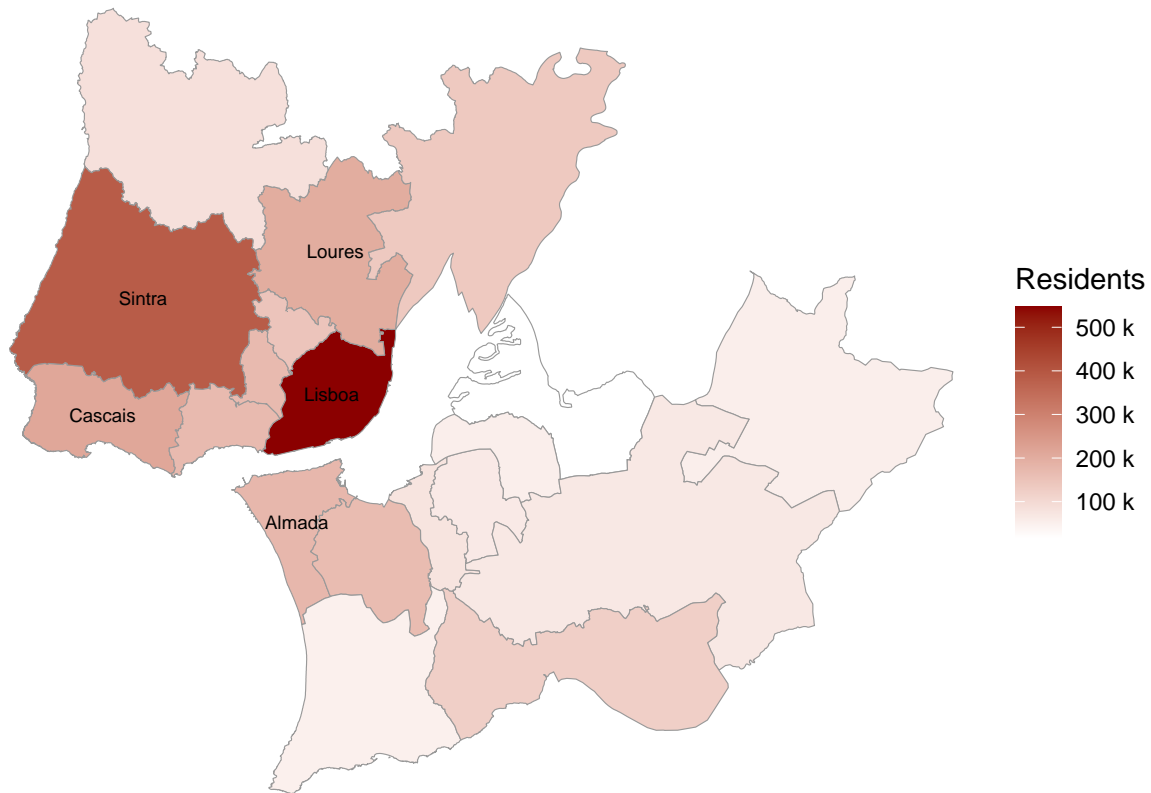 Loures
Sintra
Lisboa
Cascais
Almada
Residents
500 k
400 k
300 k
200 k
100 k